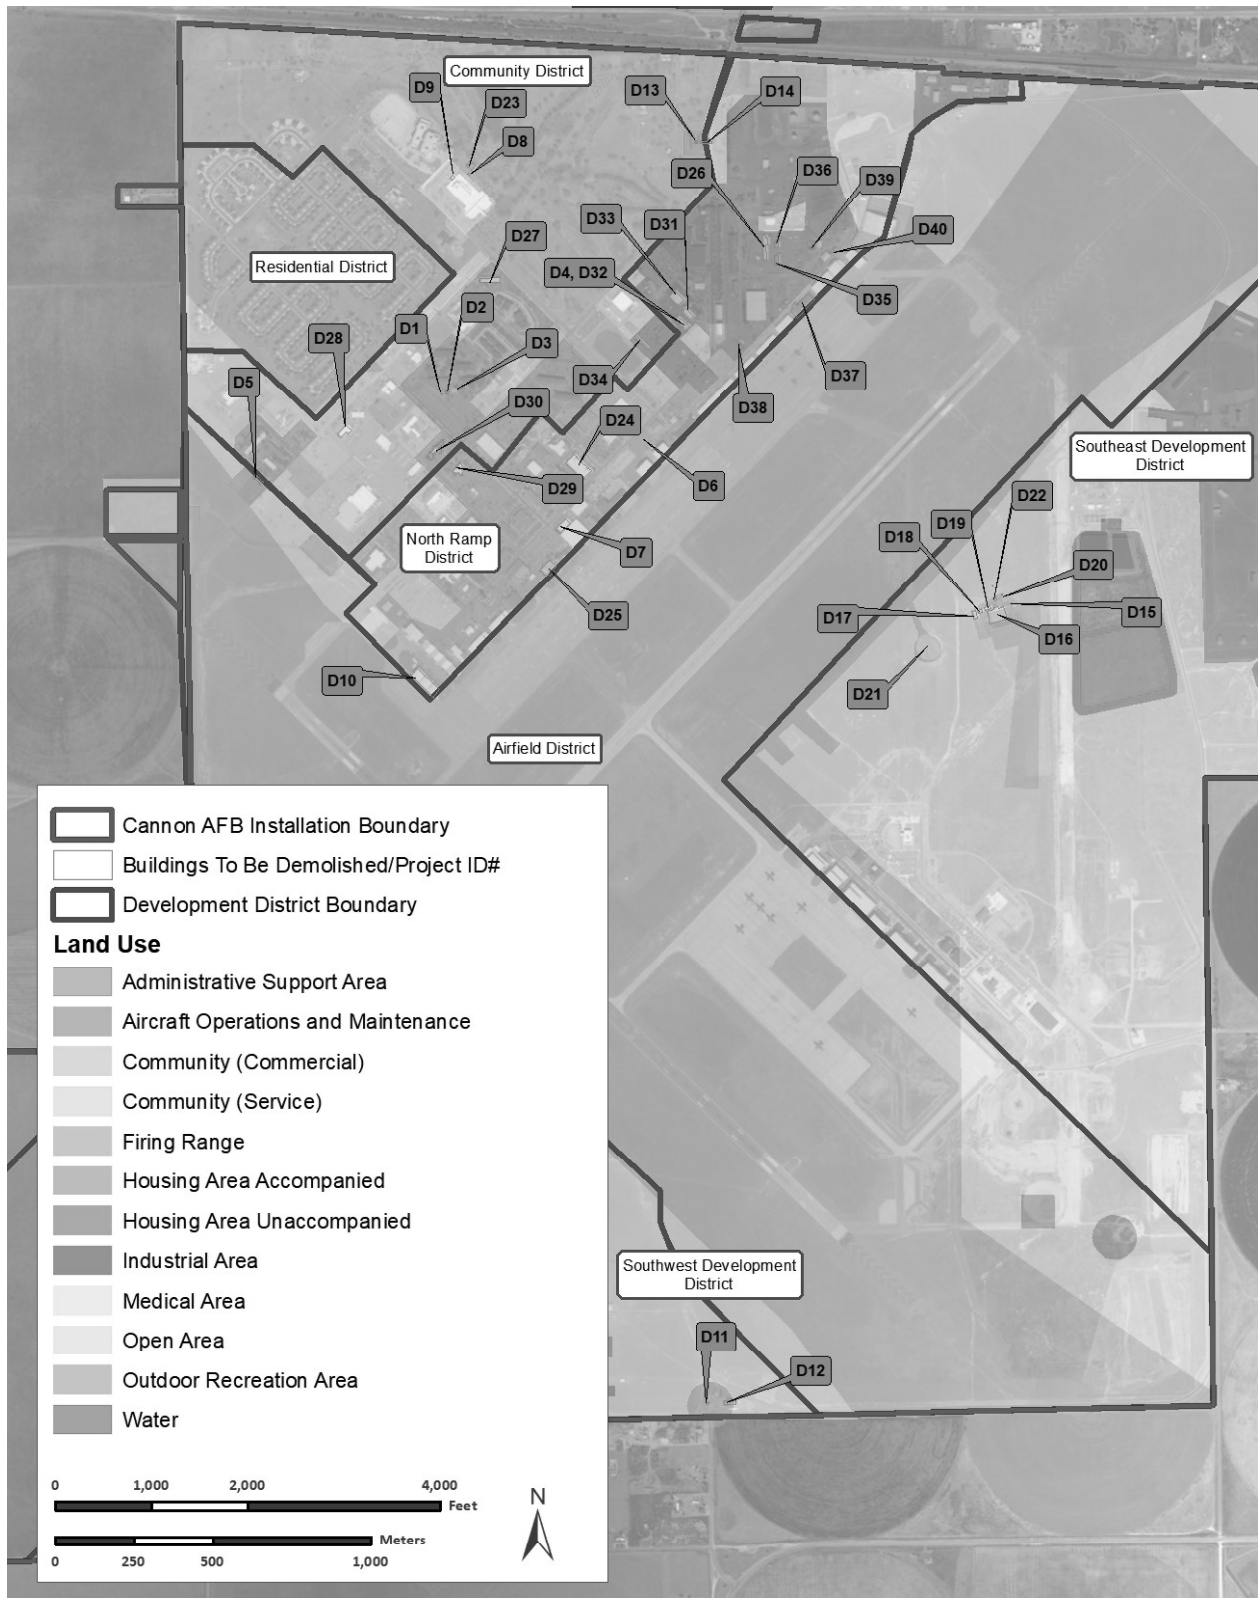 Community District
D9
D23
D13
D14
D8
D26
D36
D39
D33
D31
D40
D27
Residential District
D4, D32
D2
D35
D1
D28
D3
D5
D34
D37
D30
D38
D24
Southeast Development
District
D6
D29
D22
D19
North Ramp
District
D18
D7
D20
D25
D17
D15
D16
D10
D21
Airfield District
Cannon AFB Installation Boundary
Buildings To Be Demolished/Project ID#
Development District Boundary
Land Use
Administrative Support Area
Aircraft Operations and Maintenance
Community (Commercial)
Community (Service)
Firing Range
Housing Area Accompanied
Housing Area Unaccompanied
Industrial Area
Medical Area
Open Area
Outdoor Recreation Area
Water
Southwest Development
District
D11
D12
0 1,000 2,000 4,000
Feet
Meters
0 250 500 1,000
N